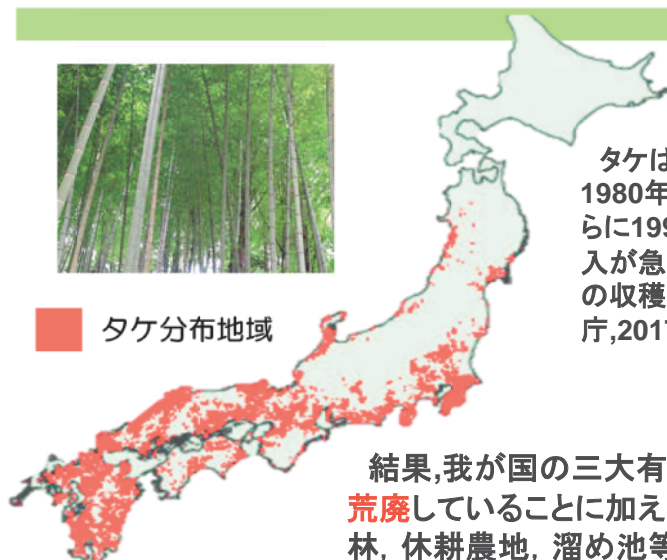 タケは
1980年
らに199
入が急
の収穫
庁,2017
タケ分布地域
結果,我が国の三大有
荒廃していることに加え
林, 休耕農地, 溜め池等